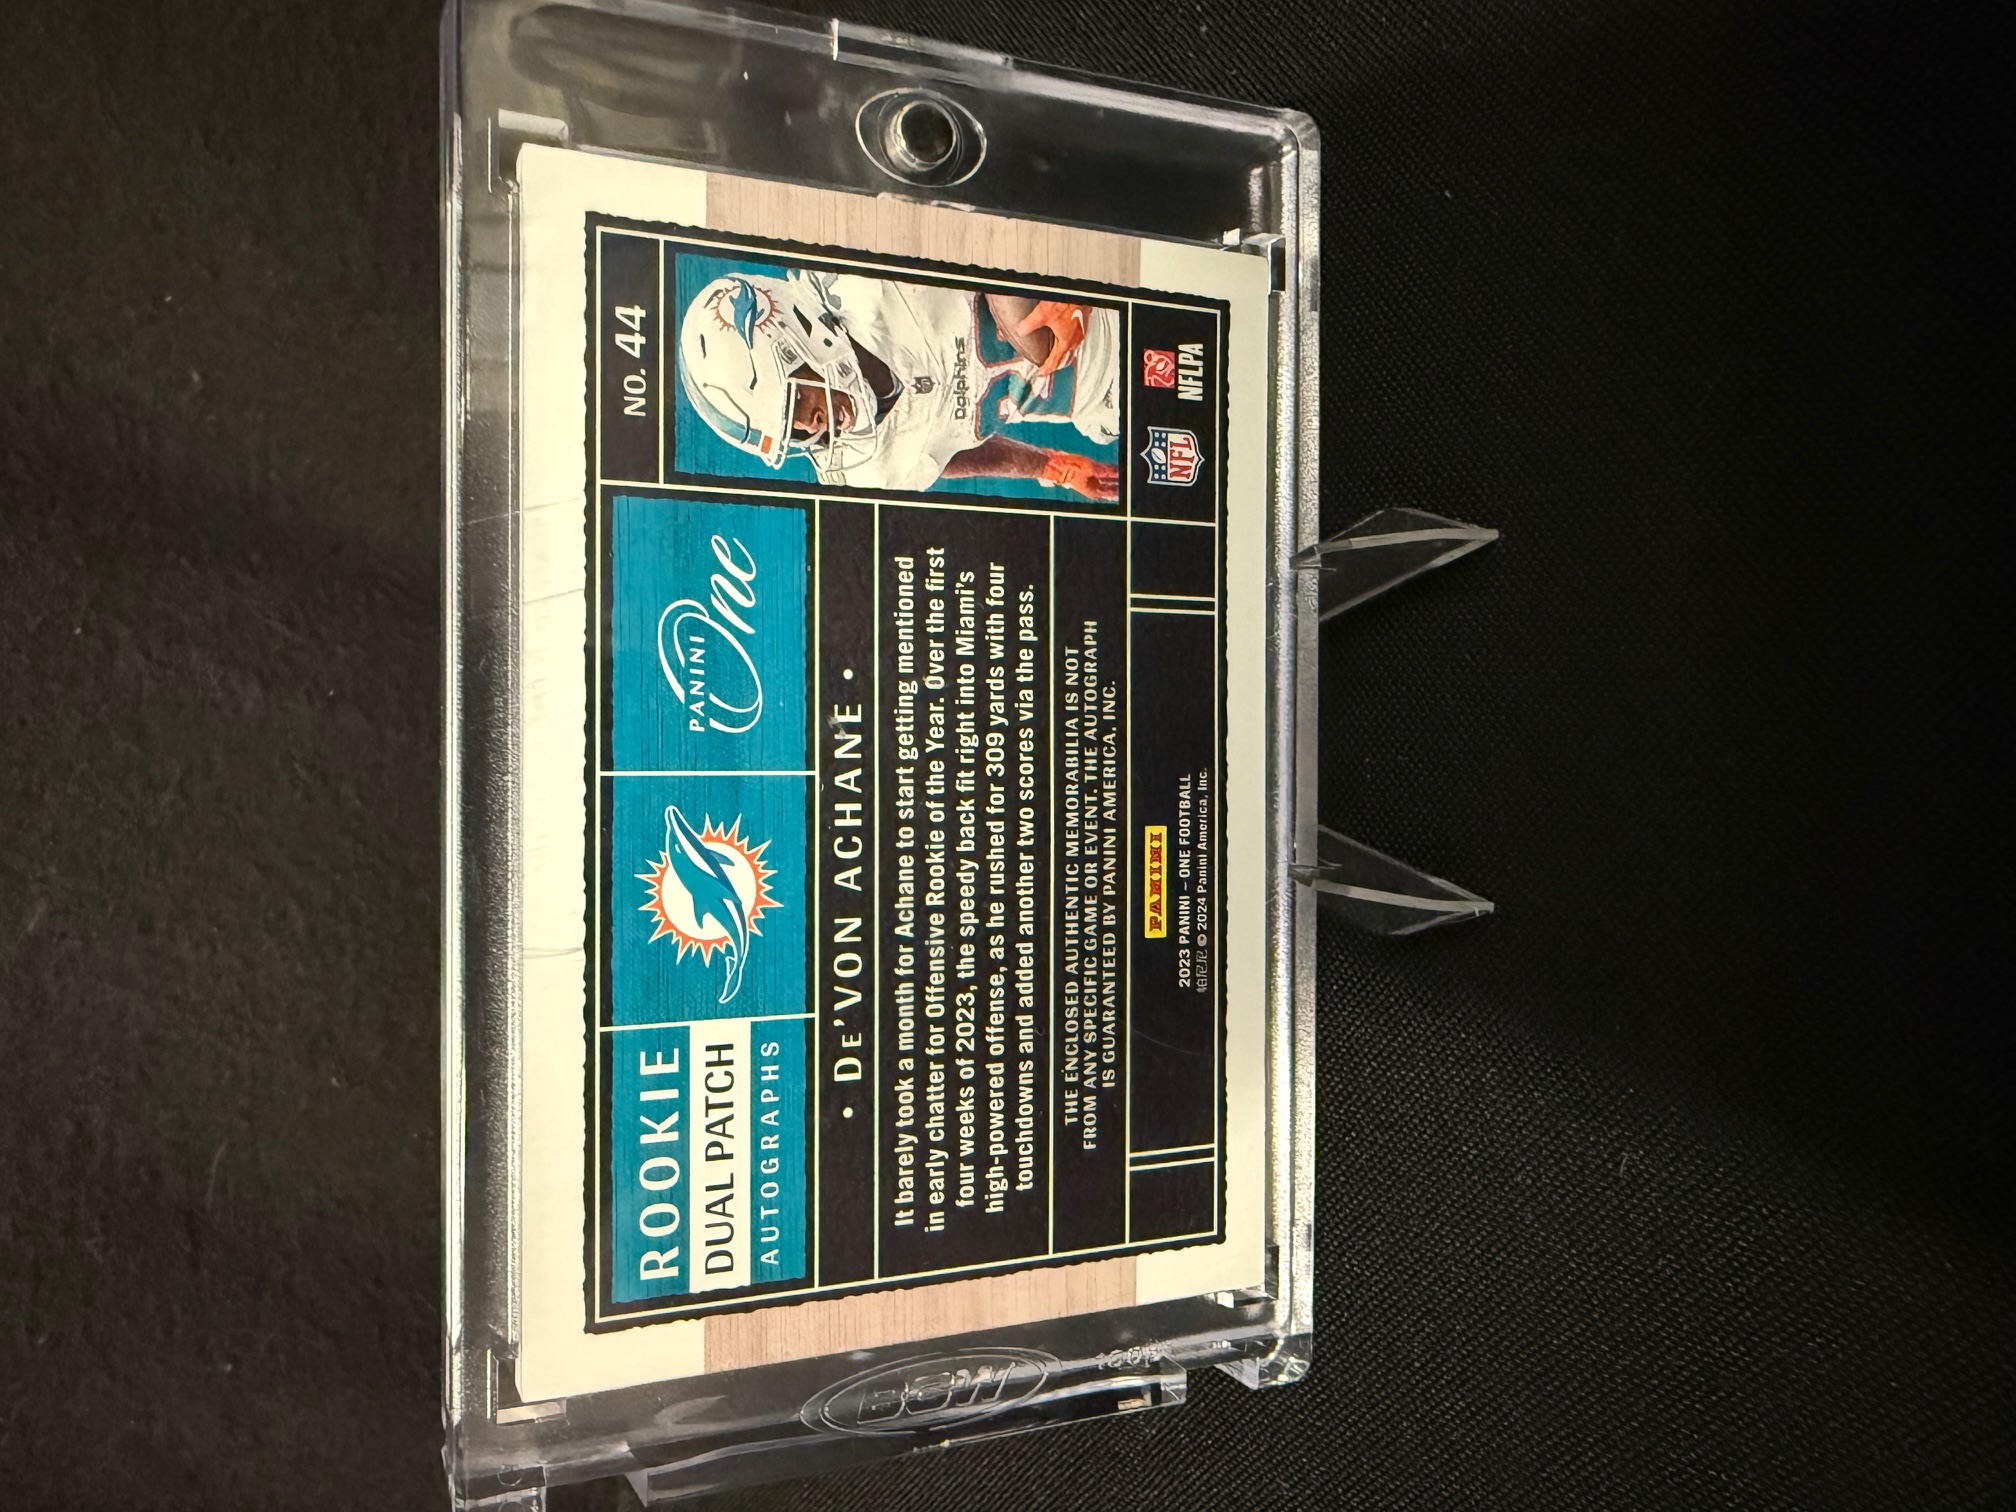 ROOKIE
DUAL PATCH
AUTOGRAPHS
PANINI
One
NO. 44
Dolphins
• DE'VON ACHANE •
It barely took a month for Achane to start getting mentioned
in early chatter for Offensive Rookie of the Year. Over the first
four weeks of 2023, the speedy back fit right into Miami's
high-powered offense, as he rushed for 309 yards with four
touchdowns and added another two scores via the pass.
THE ENCLOSED AUTHENTIC MEMORABILIA IS NOT
FROM ANY SPECIFIC GAME OR EVENT. THE AUTOGRAPH
IS GUARANTEED BY PANINI AMERICA, INC.
PANINI
2023 PANINI – ONE FOOTBALL
帕尼尼 © 2024 Panini America, Inc.
NFL
NFLPA
BCW